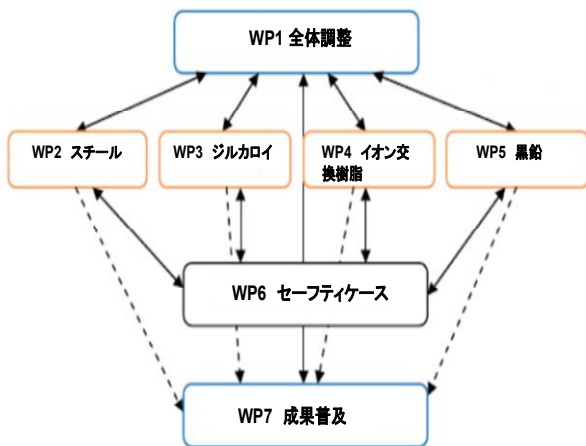 WP1 全体調整
WP2 スチール
WP3 ジルカロイ
WP4 イオン交
換樹脂
WP5 黒鉛
WP6 セーフティケース
WP7 成果普及